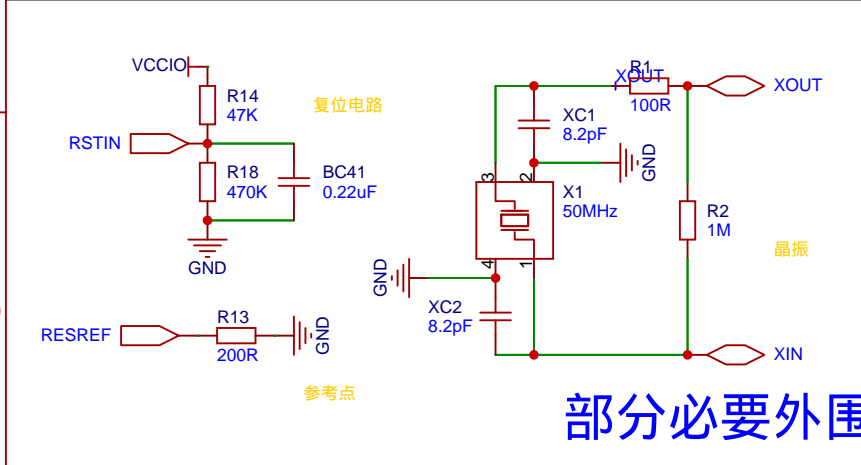 VCCIO
R14
47K
复位电路
RSTIN
R18
470K
BC41
0.22uF
GND
RESREF
R13
200R
GND
参考点
XOUT
R1
100R
XOUT
XC1
8.2pF
GND
3
2
X1
50MHz
R2
1M
晶振
4
1
GND
XC2
8.2pF
XIN
部分必要外围